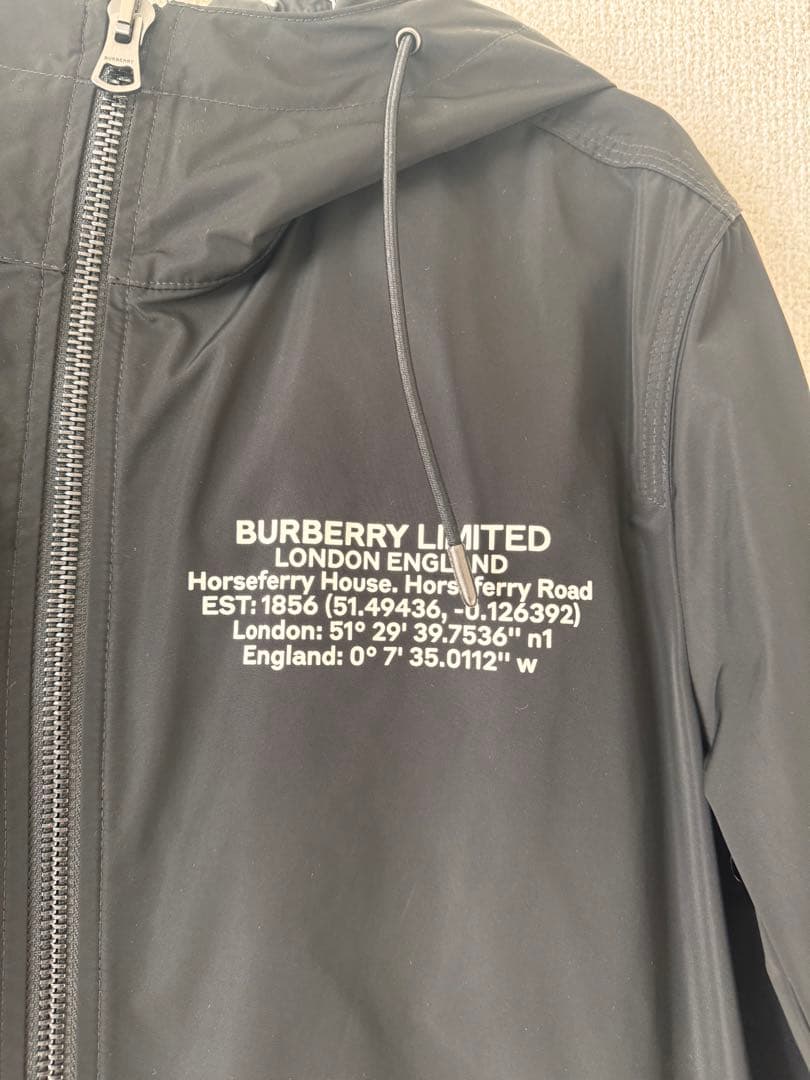 BURBERRY
BURBERRY LIMITED
LONDON ENGLAND
Horseferry House. Horseferry Road
EST: 1856 (51.49436, -0.126392)
London: 51° 29' 39.7536" n1
England: 0° 7' 35.0112" w